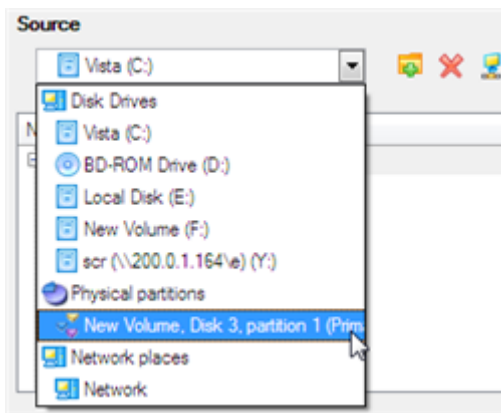 Source
Vista (C:)
Disk Drives
Vista (C:)
BD-ROM Drive (D:)
Local Disk (E:)
New Volume (F:)
scr (\\200.0.1.164\e) (Y:)
Physical partitions
New Volume, Disk 3, partition 1 (Prim
Network places
Network